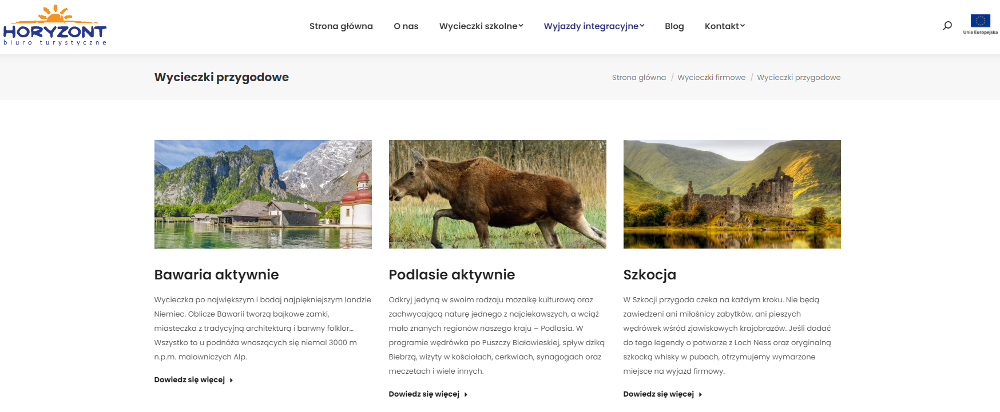 HORYZONT
biuro turystyczne
Strona główna
O nas
Wycieczki szkolne
Wyjazdy integracyjne
Blog
Kontakt
Unia Europejska
Wycieczki przygodowe
Strona główna / Wycieczki firmowe / Wycieczki przygodowe
Bawaria aktywnie
Wycieczka po największym i bodaj najpiękniejszym landzie
Niemiec. Oblicze Bawarii tworzą bajkowe zamki,
miasteczka z tradycyjną architekturą i barwny folklor…
Wszystko to u podnóża wnoszących się niemal 3000 m
n.p.m. malowniczych Alp.
Dowiedz się więcej
Podlasie aktywnie
Odkryj jedyną w swoim rodzaju mozaikę kulturową oraz
zachwycającą naturę jednego z najciekawszych, a wciąż
mało znanych regionów naszego kraju – Podlasia. W
programie wędrówka po Puszczy Białowieskiej, spływ dziką
Biebrzą, wizyty w kościołach, cerkwiach, synagogach oraz
meczetach i wiele innych.
Dowiedz się więcej
Szkocja
W Szkocji przygoda czeka na każdym kroku. Nie będą
zawiedzeni ani miłośnicy zabytków, ani pieszych
wędrówek wśród zjawiskowych krajobrazów. Jeśli dodać
do tego legendy o potworze z Loch Ness oraz oryginalną
szkocką whisky w pubach, otrzymujemy wymarzone
miejsce na wyjazd firmowy.
Dowiedz się więcej